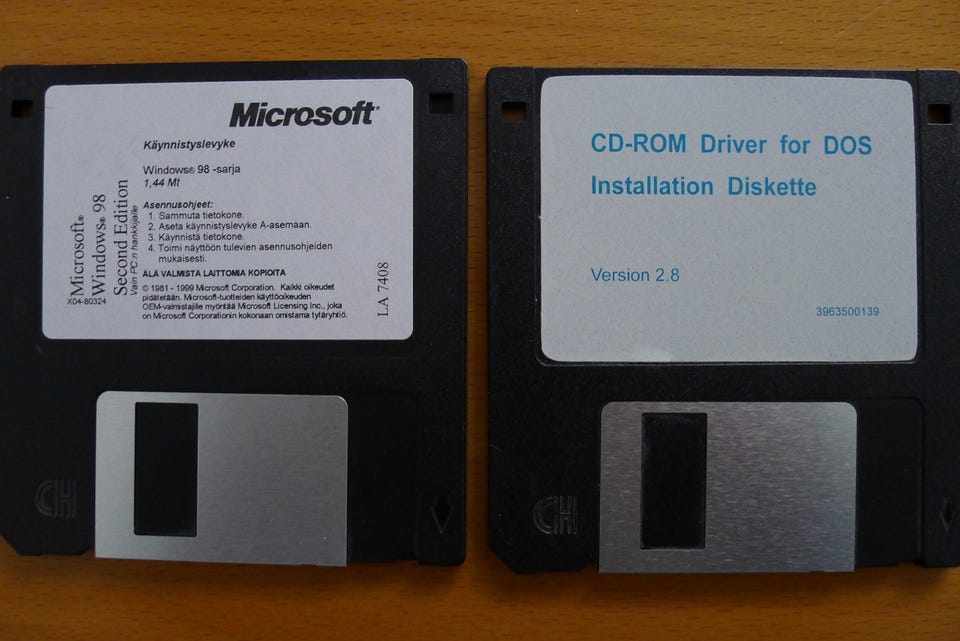 Microsoft®
Käynnistyslevyke
Windows® 98 -sarja
1,44 Mt
Asennusohjeet:
1. Sammuta tietokone.
2. Aseta käynnistyslevyke A-asemaan.
3. Käynnistä tietokone.
4. Toimi näyttöön tulevien asennusohjeiden
mukaisesti.
ÄLÄ VALMISTA LAITTOMIA KOPIOITA
© 1981 - 1999 Microsoft Corporation. Kaikki oikeudet
pidätetään. Microsoft-tuotteiden käyttöoikeuden
OEM-valmistajille myöntää Microsoft Licensing Inc., joka
on Microsoft Corporationin kokonaan omistama tytäryhtiö.
Microsoft®
Windows® 98
Second Edition
Vain PC:n hankkijalle
X04-80324
LA 7408
CH
CD-ROM Driver for DOS
Installation Diskette
Version 2.8
3963500139
CH